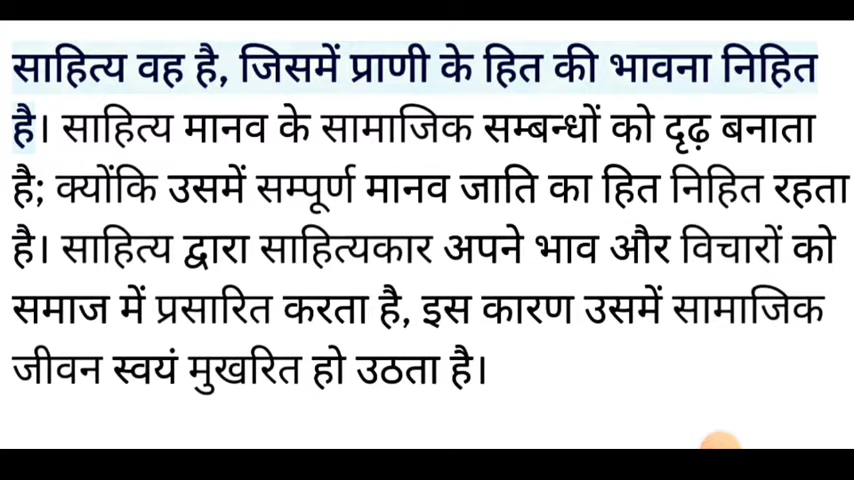 साहित्य वह है, जिसमें प्राणी के हित की भावना निहित
है। साहित्य मानव के सामाजिक सम्बन्धों को दृढ़ बनाता
है; क्योंकि उसमें सम्पूर्ण मानव जाति का हित निहित रहता
है। साहित्य द्वारा साहित्यकार अपने भाव और विचारों को
समाज में प्रसारित करता है, इस कारण उसमें सामाजिक
जीवन स्वयं मुखरित हो उठता है।